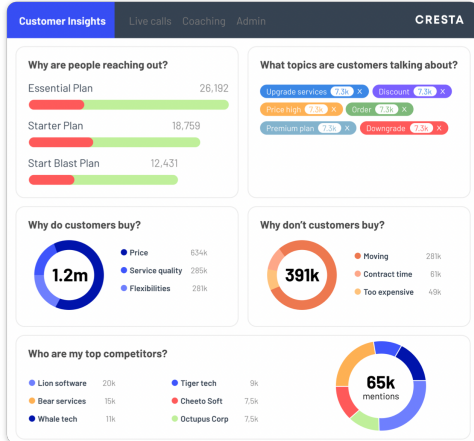 Customer Insights Live calls Coaching Admin CRESTA
Why are people reaching out?
Essential Plan 26,192
Starter Plan 18,759
Start Blast Plan 12,431
What topics are customers talking about?
Upgrade services 7.3k X Discount 7.3k X
Price high 7.3k X Order 7.3k X
Premium plan 7.3k X Downgrade 7.3k X
Why do customers buy?
1.2m
Price 634k
Service quality 285k
Flexibilities 281k
Why don't customers buy?
391k
Moving 281k
Contract time 61k
Too expensive 49k
Who are my top competitors?
Lion software 20k Tiger tech 9k
Bear services 15k Cheeto Soft 7.5k
Whale tech 11k Octupus Corp 7.5k
65k
mentions